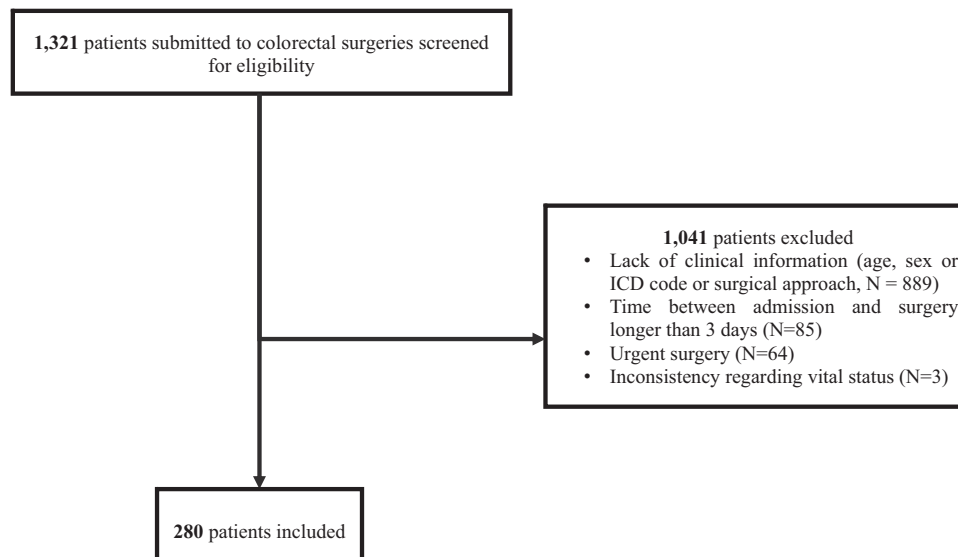 1,321 patients submitted to colorectal surgeries screened
for eligibility
1,041 patients excluded
• Lack of clinical information (age, sex or
ICD code or surgical approach, N = 889)
• Time between admission and surgery
longer than 3 days (N=85)
• Urgent surgery (N=64)
• Inconsistency regarding vital status (N=3)
280 patients included